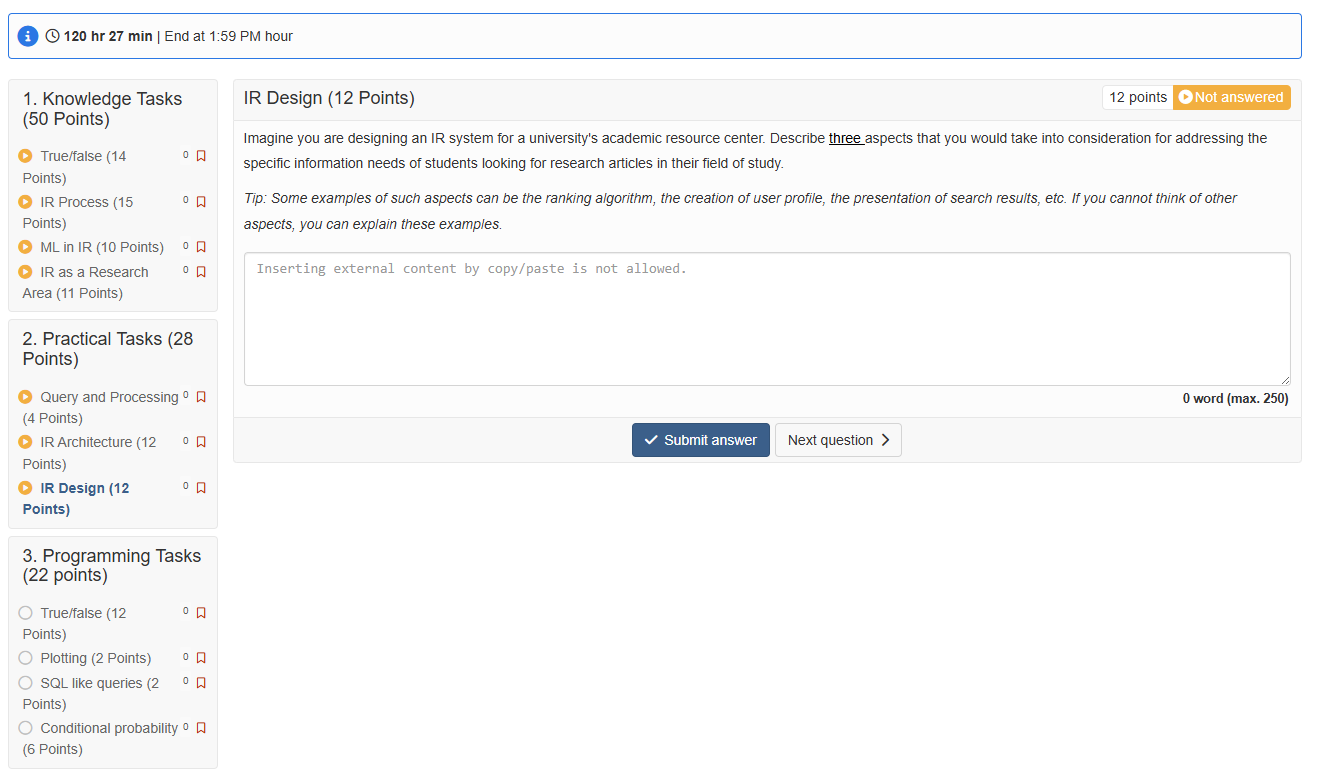 120 hr 27 min | End at 1:59 PM hour
1. Knowledge Tasks
(50 Points)
True/false (14
Points)
0
IR Process (15
Points)
0
ML in IR (10 Points)
0
IR as a Research
Area (11 Points)
0
2. Practical Tasks (28
Points)
Query and Processing
(4 Points)
0
IR Architecture (12
Points)
0
IR Design (12
Points)
0
3. Programming Tasks
(22 points)
True/false (12
Points)
0
Plotting (2 Points)
0
SQL like queries (2
Points)
0
Conditional probability
(6 Points)
0
IR Design (12 Points)
12 points
Not answered
Imagine you are designing an IR system for a university's academic resource center. Describe three aspects that you would take into consideration for addressing the
specific information needs of students looking for research articles in their field of study.
Tip: Some examples of such aspects can be the ranking algorithm, the creation of user profile, the presentation of search results, etc. If you cannot think of other
aspects, you can explain these examples.
Inserting external content by copy/paste is not allowed.
0 word (max. 250)
Submit answer
Next question